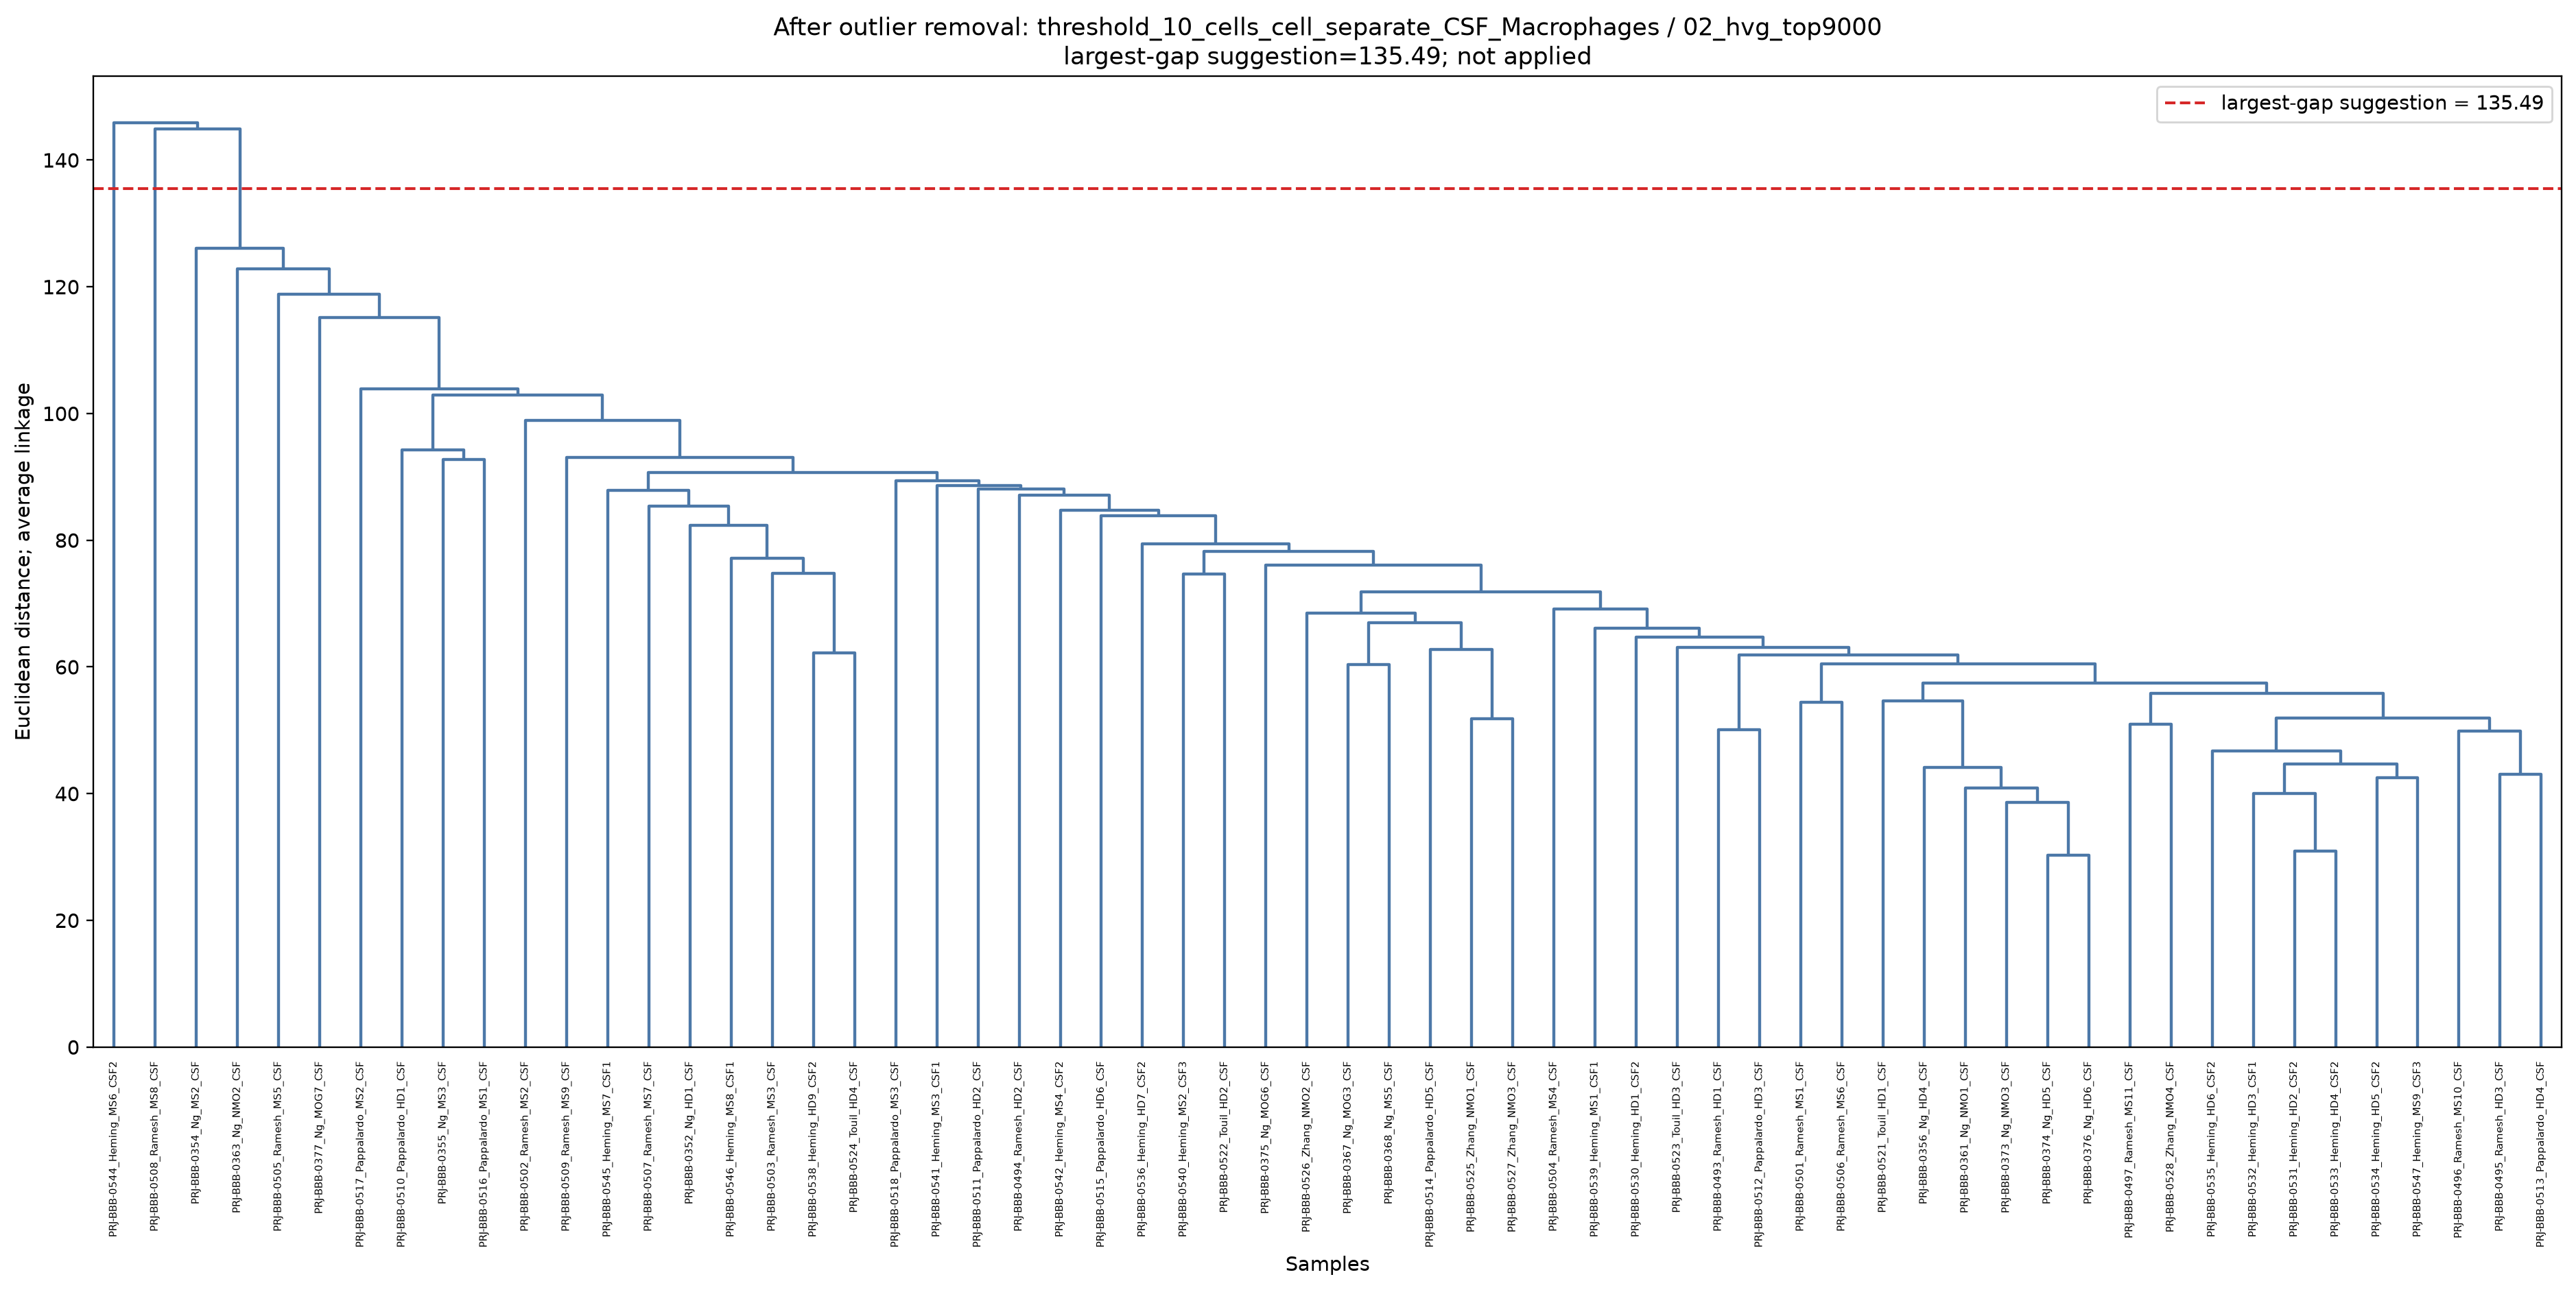 After outlier removal: threshold_10_cells_cell_separate_CSF_Macrophages / 02_hvg_top9000
largest-gap suggestion=135.49; not applied
largest-gap suggestion = 135.49
Euclidean distance; average linkage
140
120
100
80
60
40
20
0
PRJ-BBB-0544_Heming_MS6_CSF2
PRJ-BBB-0508_Ramesh_MS8_CSF
PRJ-BBB-0354_Ng_MS2_CSF
PRJ-BBB-0363_Ng_NMO2_CSF
PRJ-BBB-0505_Ramesh_MS5_CSF
PRJ-BBB-0377_Ng_MOG7_CSF
PRJ-BBB-0517_Pappalardo_MS2_CSF
PRJ-BBB-0510_Pappalardo_HD1_CSF
PRJ-BBB-0355_Ng_MS3_CSF
PRJ-BBB-0516_Pappalardo_MS1_CSF
PRJ-BBB-0502_Ramesh_MS2_CSF
PRJ-BBB-0509_Ramesh_MS9_CSF
PRJ-BBB-0545_Heming_MS7_CSF1
PRJ-BBB-0507_Ramesh_MS7_CSF
PRJ-BBB-0352_Ng_HD1_CSF
PRJ-BBB-0546_Heming_MS8_CSF1
PRJ-BBB-0503_Ramesh_MS3_CSF
PRJ-BBB-0538_Heming_HD9_CSF2
PRJ-BBB-0524_Touil_HD4_CSF
PRJ-BBB-0518_Pappalardo_MS3_CSF
PRJ-BBB-0541_Heming_MS3_CSF1
PRJ-BBB-0511_Pappalardo_HD2_CSF
PRJ-BBB-0494_Ramesh_HD2_CSF
PRJ-BBB-0542_Heming_MS4_CSF2
PRJ-BBB-0515_Pappalardo_HD6_CSF
PRJ-BBB-0536_Heming_HD7_CSF2
PRJ-BBB-0540_Heming_MS2_CSF3
PRJ-BBB-0522_Touil_HD2_CSF
PRJ-BBB-0375_Ng_MOG6_CSF
PRJ-BBB-0526_Zhang_NMO2_CSF
PRJ-BBB-0367_Ng_MOG3_CSF
PRJ-BBB-0368_Ng_MS5_CSF
PRJ-BBB-0514_Pappalardo_HD5_CSF
PRJ-BBB-0525_Zhang_NMO1_CSF
PRJ-BBB-0527_Zhang_NMO3_CSF
PRJ-BBB-0504_Ramesh_MS4_CSF
PRJ-BBB-0539_Heming_MS1_CSF1
PRJ-BBB-0530_Heming_HD1_CSF2
PRJ-BBB-0523_Touil_HD3_CSF
PRJ-BBB-0493_Ramesh_HD1_CSF
PRJ-BBB-0512_Pappalardo_HD3_CSF
PRJ-BBB-0501_Ramesh_MS1_CSF
PRJ-BBB-0506_Ramesh_MS6_CSF
PRJ-BBB-0521_Touil_HD1_CSF
PRJ-BBB-0356_Ng_HD4_CSF
PRJ-BBB-0361_Ng_NMO1_CSF
PRJ-BBB-0373_Ng_NMO3_CSF
PRJ-BBB-0374_Ng_HD5_CSF
PRJ-BBB-0376_Ng_HD6_CSF
PRJ-BBB-0497_Ramesh_MS11_CSF
PRJ-BBB-0528_Zhang_NMO4_CSF
PRJ-BBB-0535_Heming_HD6_CSF2
PRJ-BBB-0532_Heming_HD3_CSF1
PRJ-BBB-0531_Heming_HD2_CSF2
PRJ-BBB-0533_Heming_HD4_CSF2
PRJ-BBB-0534_Heming_HD5_CSF2
PRJ-BBB-0547_Heming_MS9_CSF3
PRJ-BBB-0496_Ramesh_MS10_CSF
PRJ-BBB-0495_Ramesh_HD3_CSF
PRJ-BBB-0513_Pappalardo_HD4_CSF
Samples